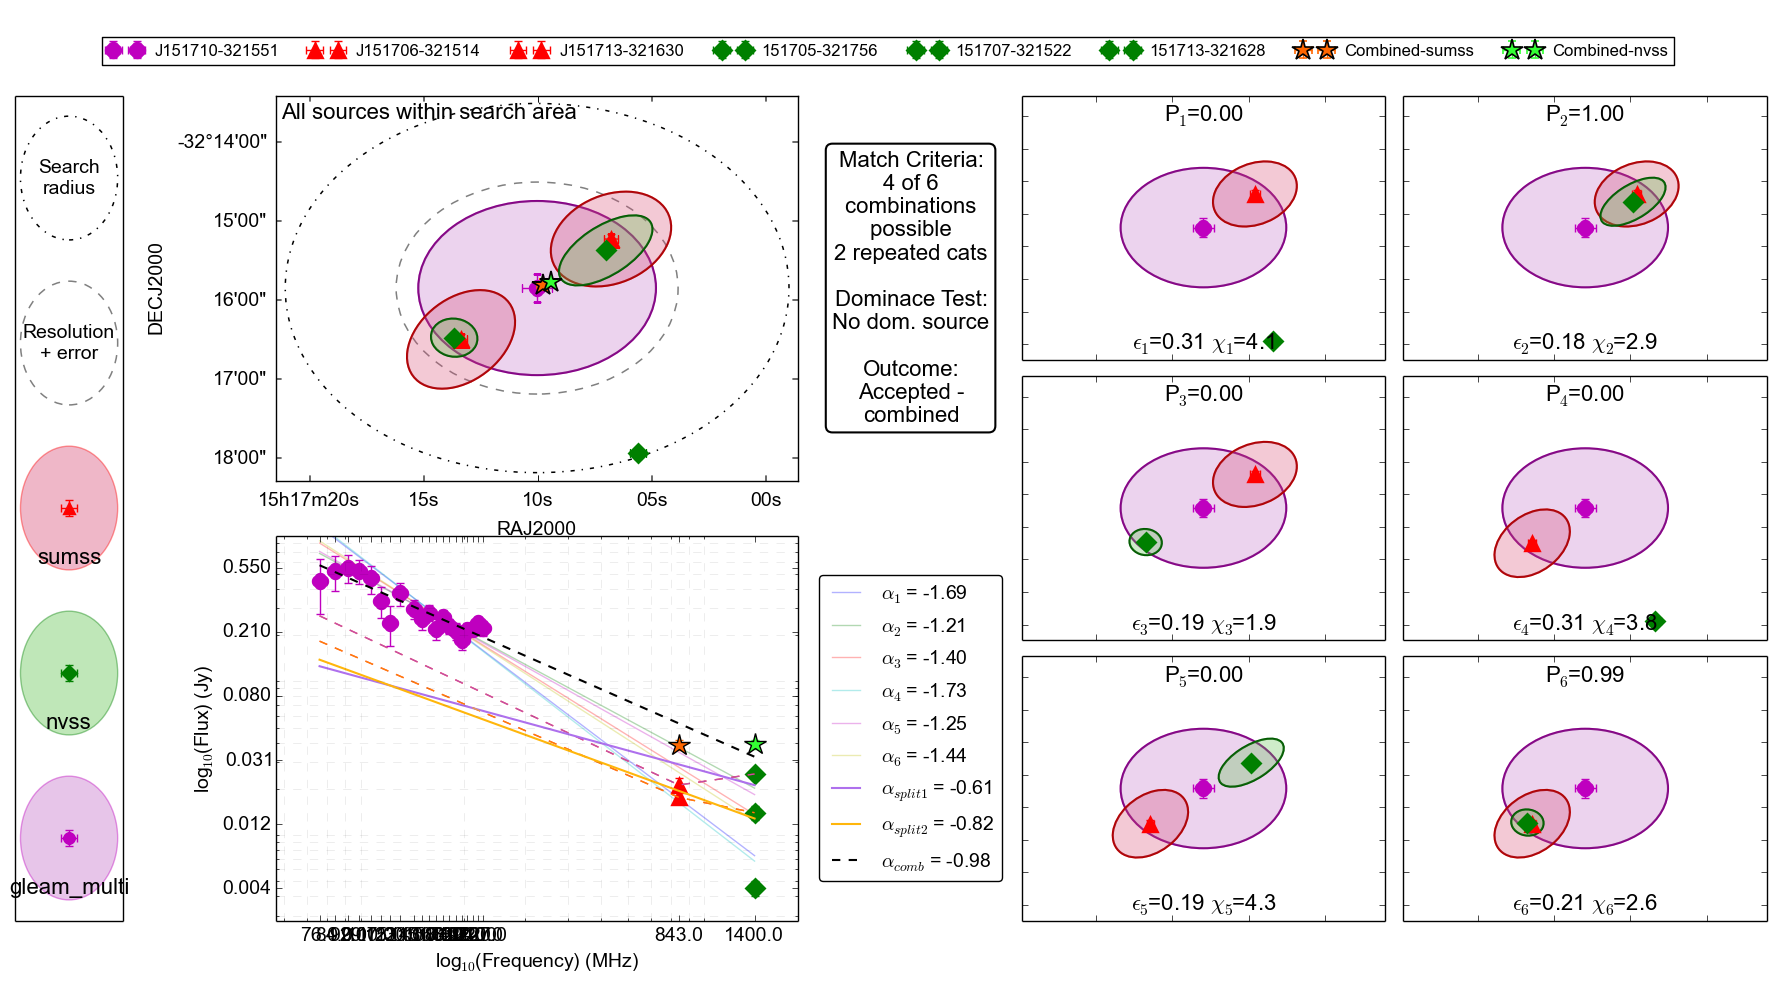 J151710-321551 J151706-321514 J151713-321630 151705-321756 151707-321522 151713-321628 Combined-sumss Combined-nvss
Search
radius
Resolution
+ error
sumss
nvss
gleam_multi
All sources within search area
DECJ2000
-32°14'00"
15'00"
16'00"
17'00"
18'00"
15h17m20s 15s 10s 05s 00s
RAJ2000
Match Criteria:
4 of 6
combinations
possible
2 repeated cats
Dominace Test:
No dom. source
Outcome:
Accepted -
combined
log₁₀(Flux) (Jy)
0.550
0.210
0.080
0.031
0.012
0.004
843.0 1400.0
log₁₀(Frequency) (MHz)
α₁ = -1.69
α₂ = -1.21
α₃ = -1.40
α₄ = -1.73
α₅ = -1.25
α₆ = -1.44
α_split1 = -0.61
α_split2 = -0.82
α_comb = -0.98
P₁=0.00
ϵ₁=0.31 χ₁=4.1
P₂=1.00
ϵ₂=0.18 χ₂=2.9
P₃=0.00
ϵ₃=0.19 χ₃=1.9
P₄=0.00
ϵ₄=0.31 χ₄=3.8
P₅=0.00
ϵ₅=0.19 χ₅=4.3
P₆=0.99
ϵ₆=0.21 χ₆=2.6